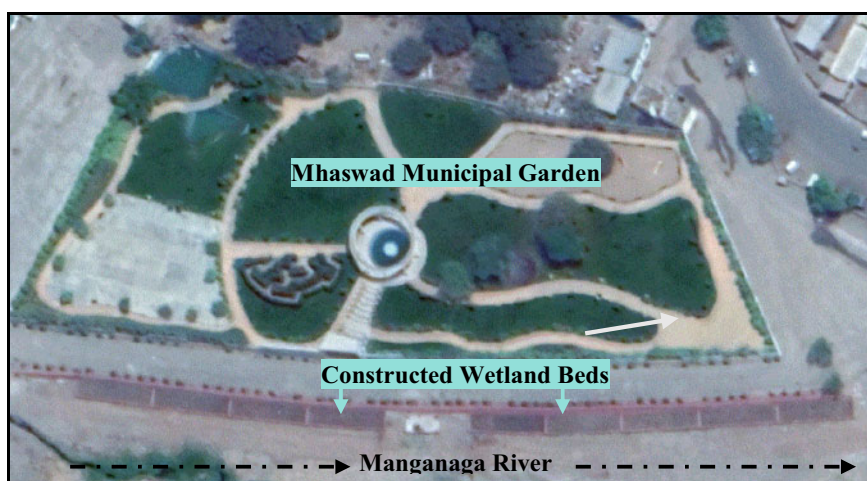 Mhaswad Municipal Garden
Constructed Wetland Beds
Manganaga River